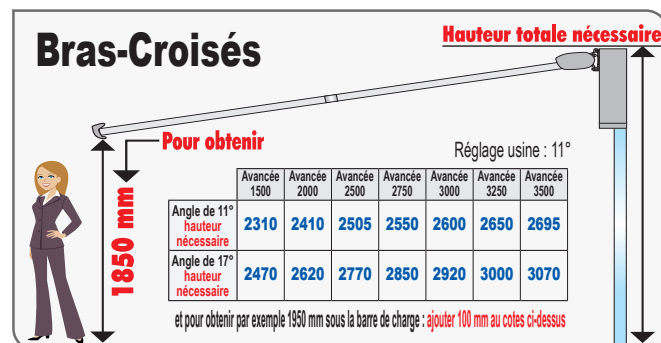 Bras-Croisés
Hauteur totale nécessaire
Pour obtenir
1850 mm
Réglage usine : 11°
Avancée 1500 Avancée 2000 Avancée 2500 Avancée 2750 Avancée 3000 Avancée 3250 Avancée 3500
Angle de 11° hauteur nécessaire 2310 2410 2505 2550 2600 2650 2695
Angle de 17° hauteur nécessaire 2470 2620 2770 2850 2920 3000 3070
et pour obtenir par exemple 1950 mm sous la barre de charge : ajouter 100 mm au cotes ci-dessus